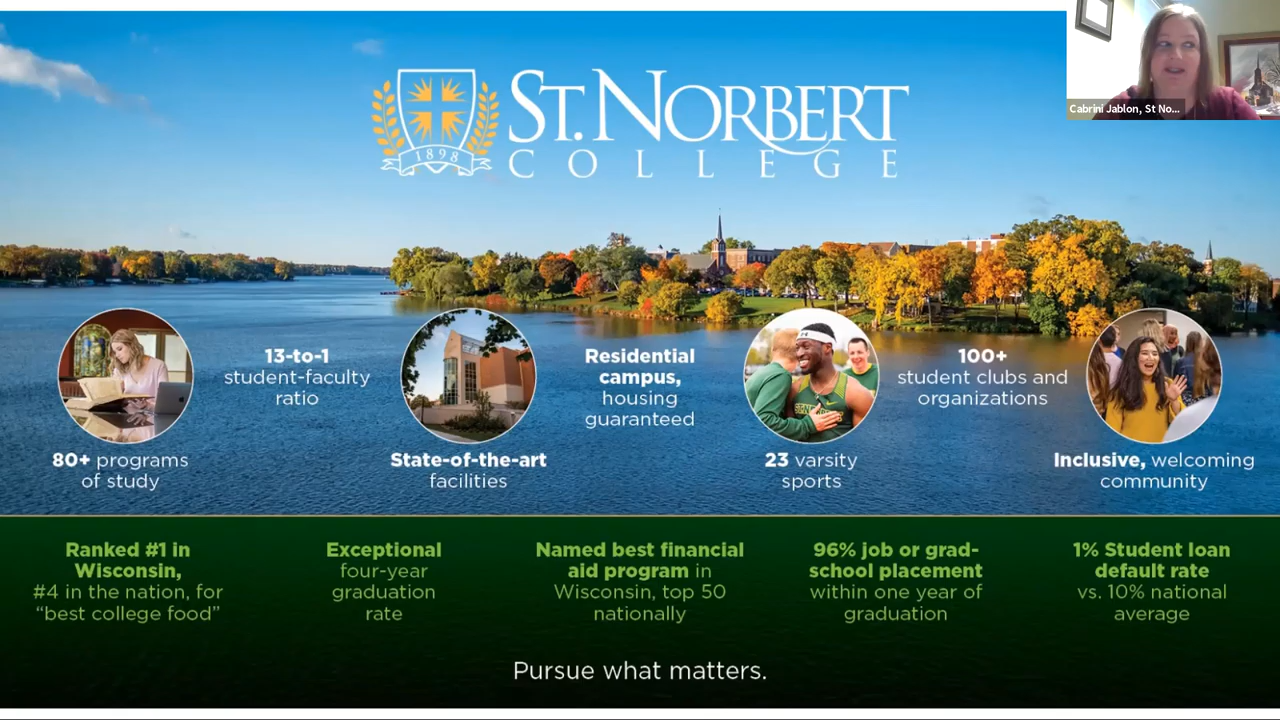 Cabrini Jablon, St No...
1898
ST. NORBERT
COLLEGE
80+ programs
of study
13-to-1
student-faculty
ratio
State-of-the-art
facilities
Residential
campus,
housing
guaranteed
23 varsity
sports
100+
student clubs and
organizations
Inclusive, welcoming
community
Ranked #1 in
Wisconsin,
#4 in the nation, for
“best college food”
Exceptional
four-year
graduation
rate
Named best financial
aid program in
Wisconsin, top 50
nationally
96% job or grad-
school placement
within one year of
graduation
1% Student loan
default rate
vs. 10% national
average
Pursue what matters.